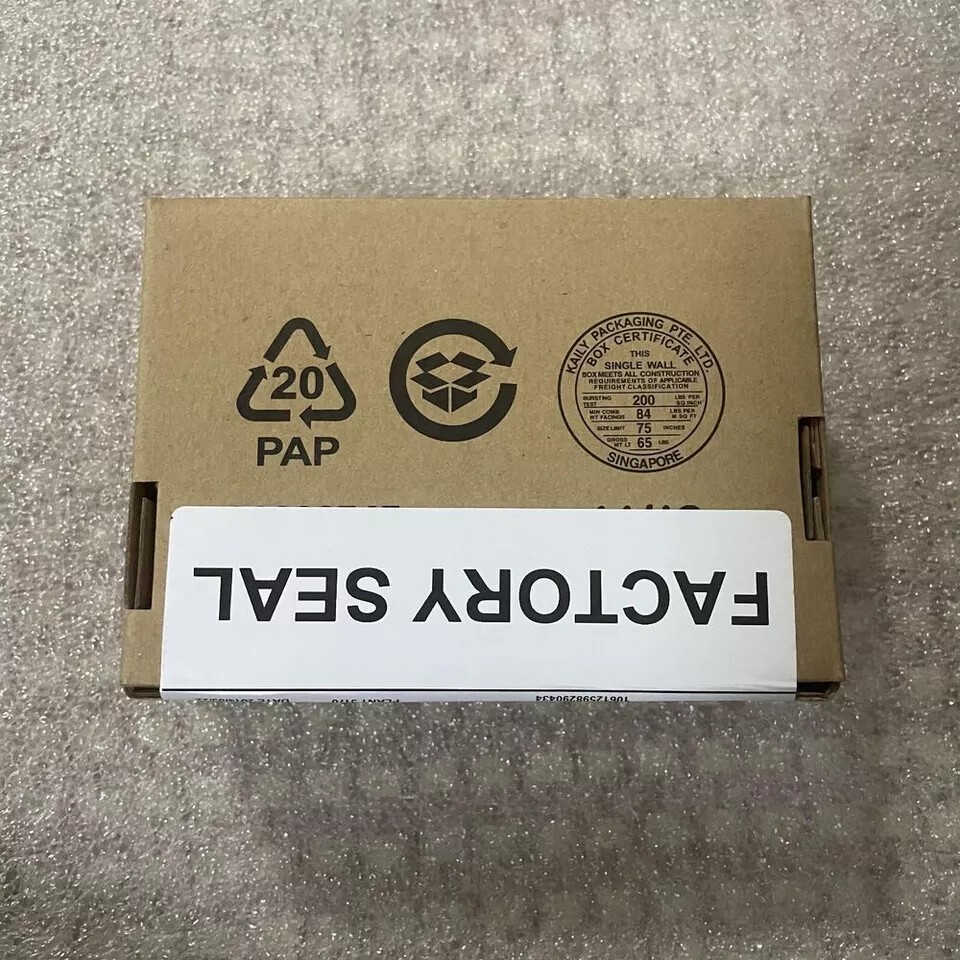 20
PAP
KAILY PACKAGING PTE. LTD.
BOX CERTIFICATE
THIS
SINGLE WALL
BOX MEETS ALL CONSTRUCTION
REQUIREMENTS OF APPLICABLE
FREIGHT CLASSIFICATION
BURSTING TEST 200 LBS PER SQ INCH
MIN COMB WT FACINGS 84 LBS PER M SQ FT
SIZE LIMIT 75 INCHES
GROSS WT LT 65 LBS
SINGAPORE
FACTORY SEAL
10612598290434